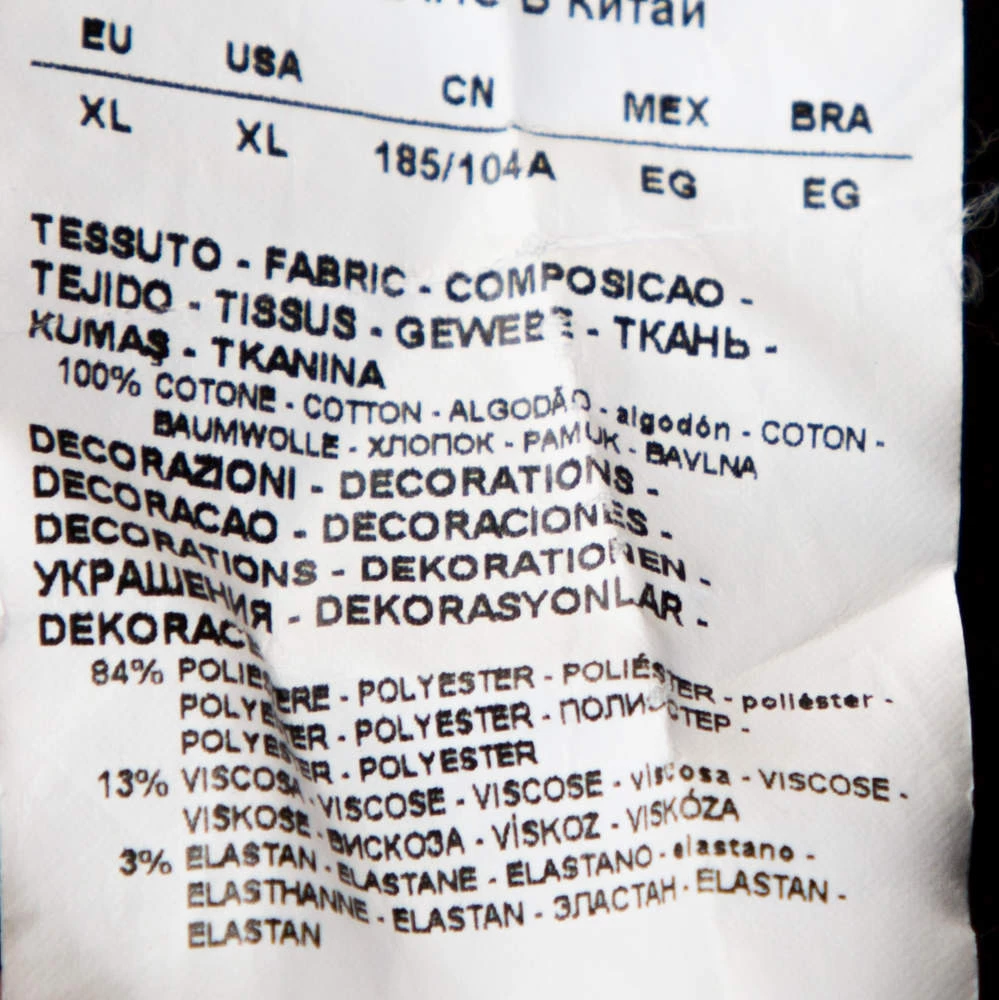 в Китай
EU USA CN MEX BRA
XL XL 185/104A EG EG
TESSUTO - FABRIC - COMPOSICAO -
TEJIDO - TISSUS - GEWEBE - ТКАНЬ -
KUMAŞ - TKANINA
100% COTONE - COTTON - ALGODÃO - algodón - COTON -
BAUMWOLLE - ХЛОПОК - PAMUK - BAVLNA
DECORAZIONI - DECORATIONS -
DECORACAO - DECORACIONES -
DECORATIONS - DEKORATIONEN -
УКРАШЕНИЯ - DEKORASYONLAR -
DEKORACE
84% POLIESTERE - POLYESTER - POLIÉSTER - poliéster -
POLYESTER - POLYESTER - ПОЛИЭСТЕР -
POLYESTER - POLYESTER
13% VISCOSA - VISCOSE - VISCOSE - viscosa - VISCOSE -
VISKOSE - ВИСКОЗА - VİSKOZ - VISKÓZA
3% ELASTAN - ELASTANE - ELASTANO - elastano -
ELASTHANNE - ELASTAN - ЭЛАСТАН - ELASTAN -
ELASTAN